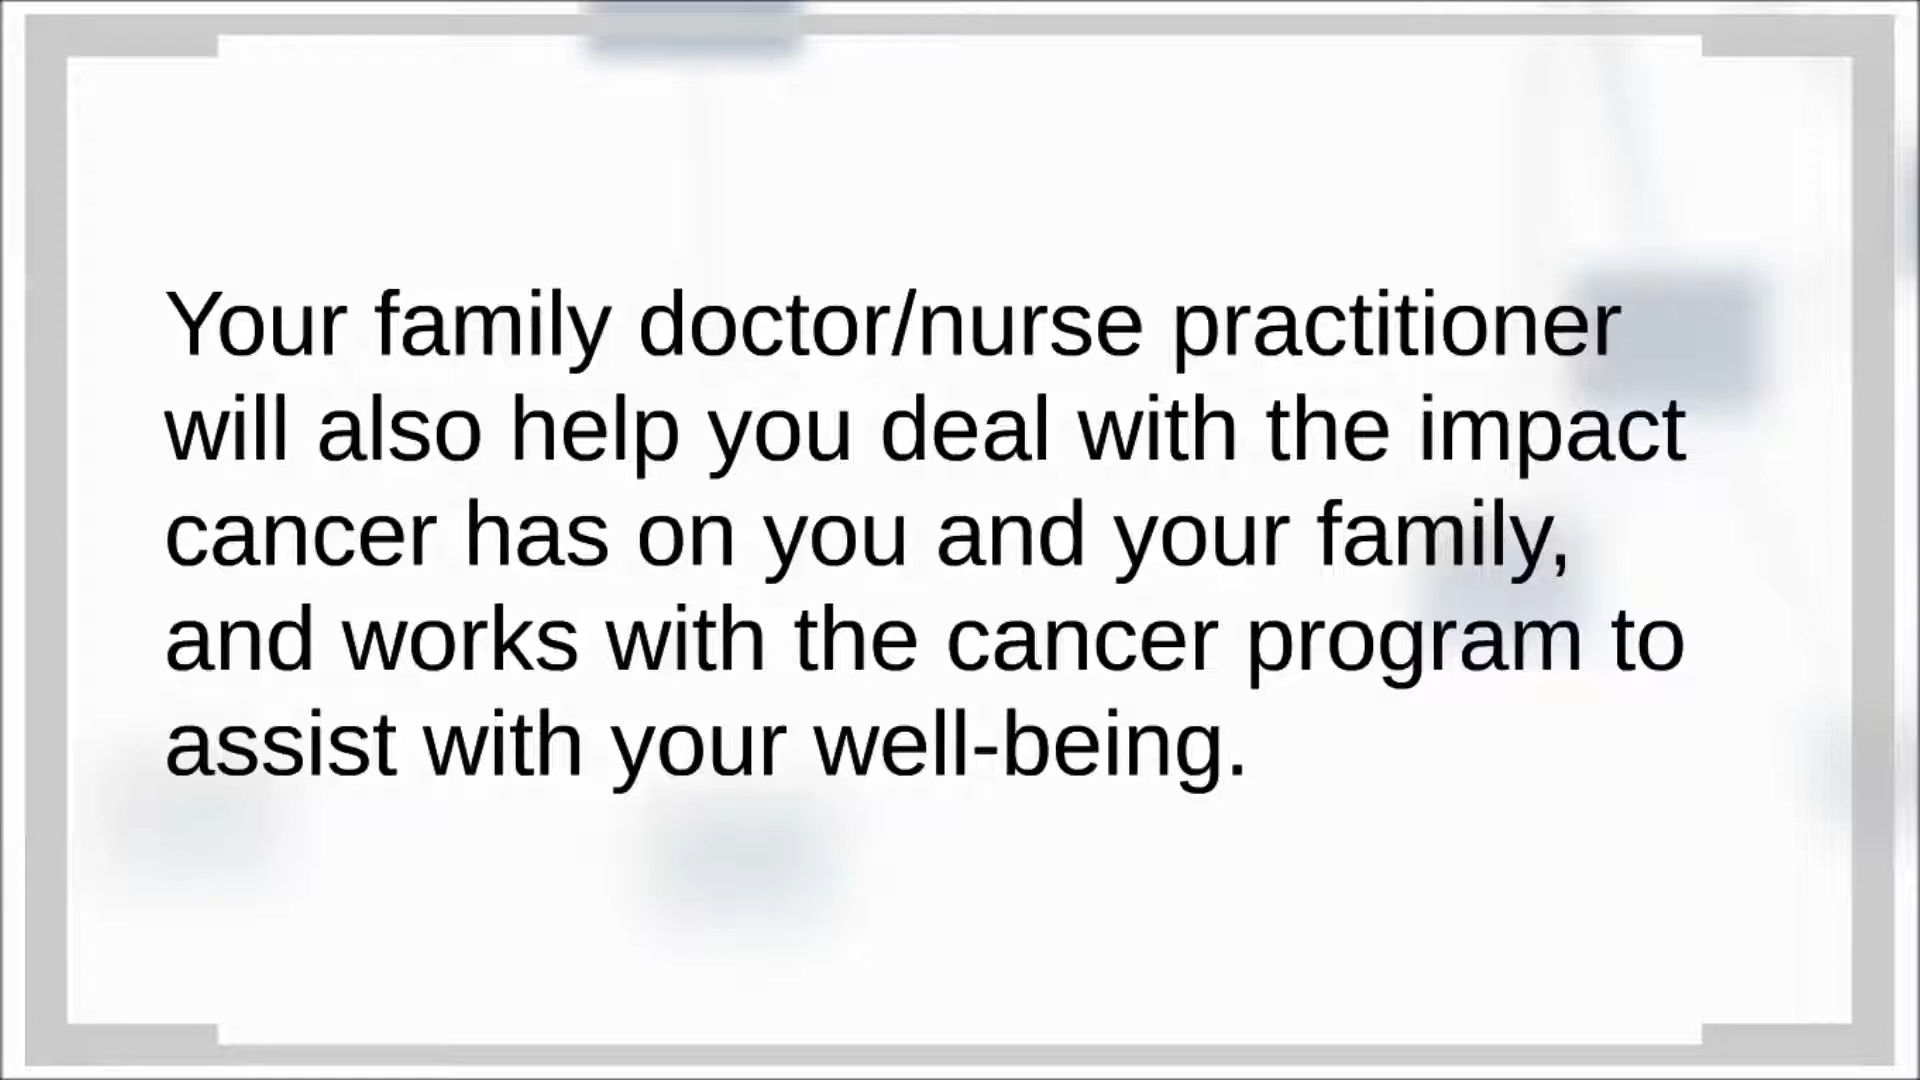 Your family doctor/nurse practitioner
will also help you deal with the impact
cancer has on you and your family,
and works with the cancer program to
assist with your well-being.